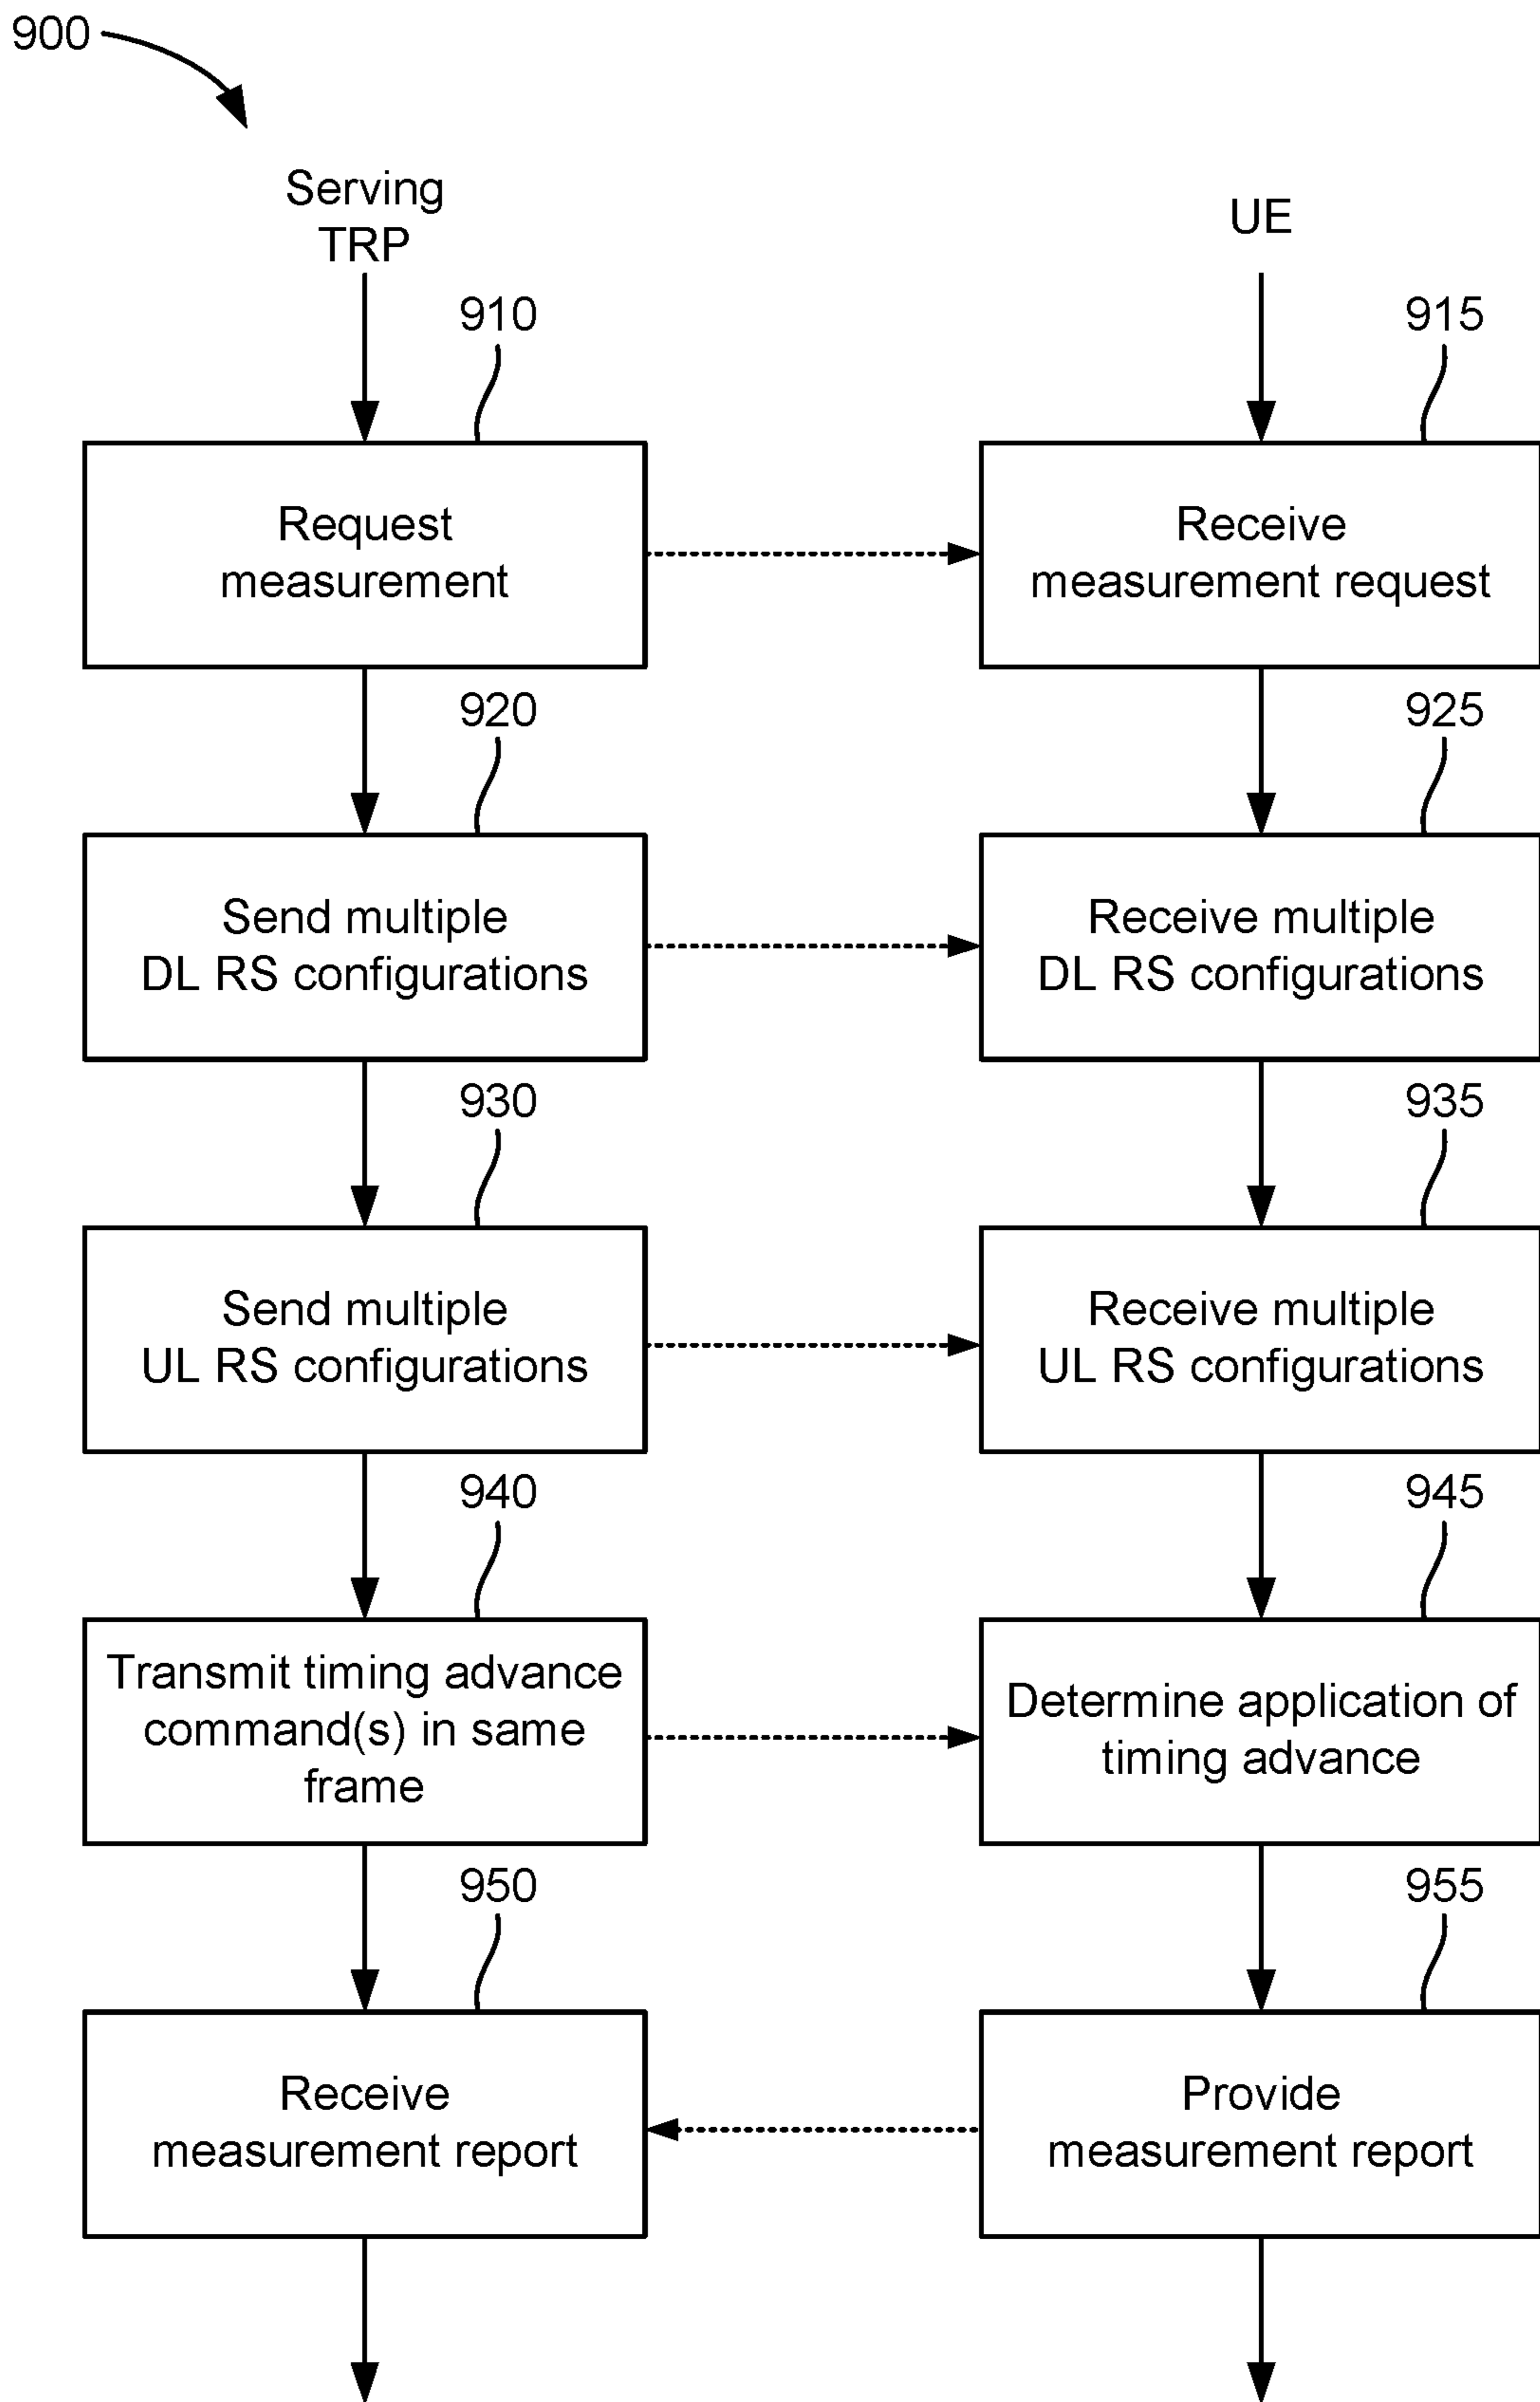 900
Serving
TRP
UE
910
915
Request
measurement
Receive
measurement request
920
925
Send multiple
DL RS configurations
Receive multiple
DL RS configurations
930
935
Send multiple
UL RS configurations
Receive multiple
UL RS configurations
940
945
Transmit timing advance
command(s) in same
frame
Determine application of
timing advance
950
955
Receive
measurement report
Provide
measurement report